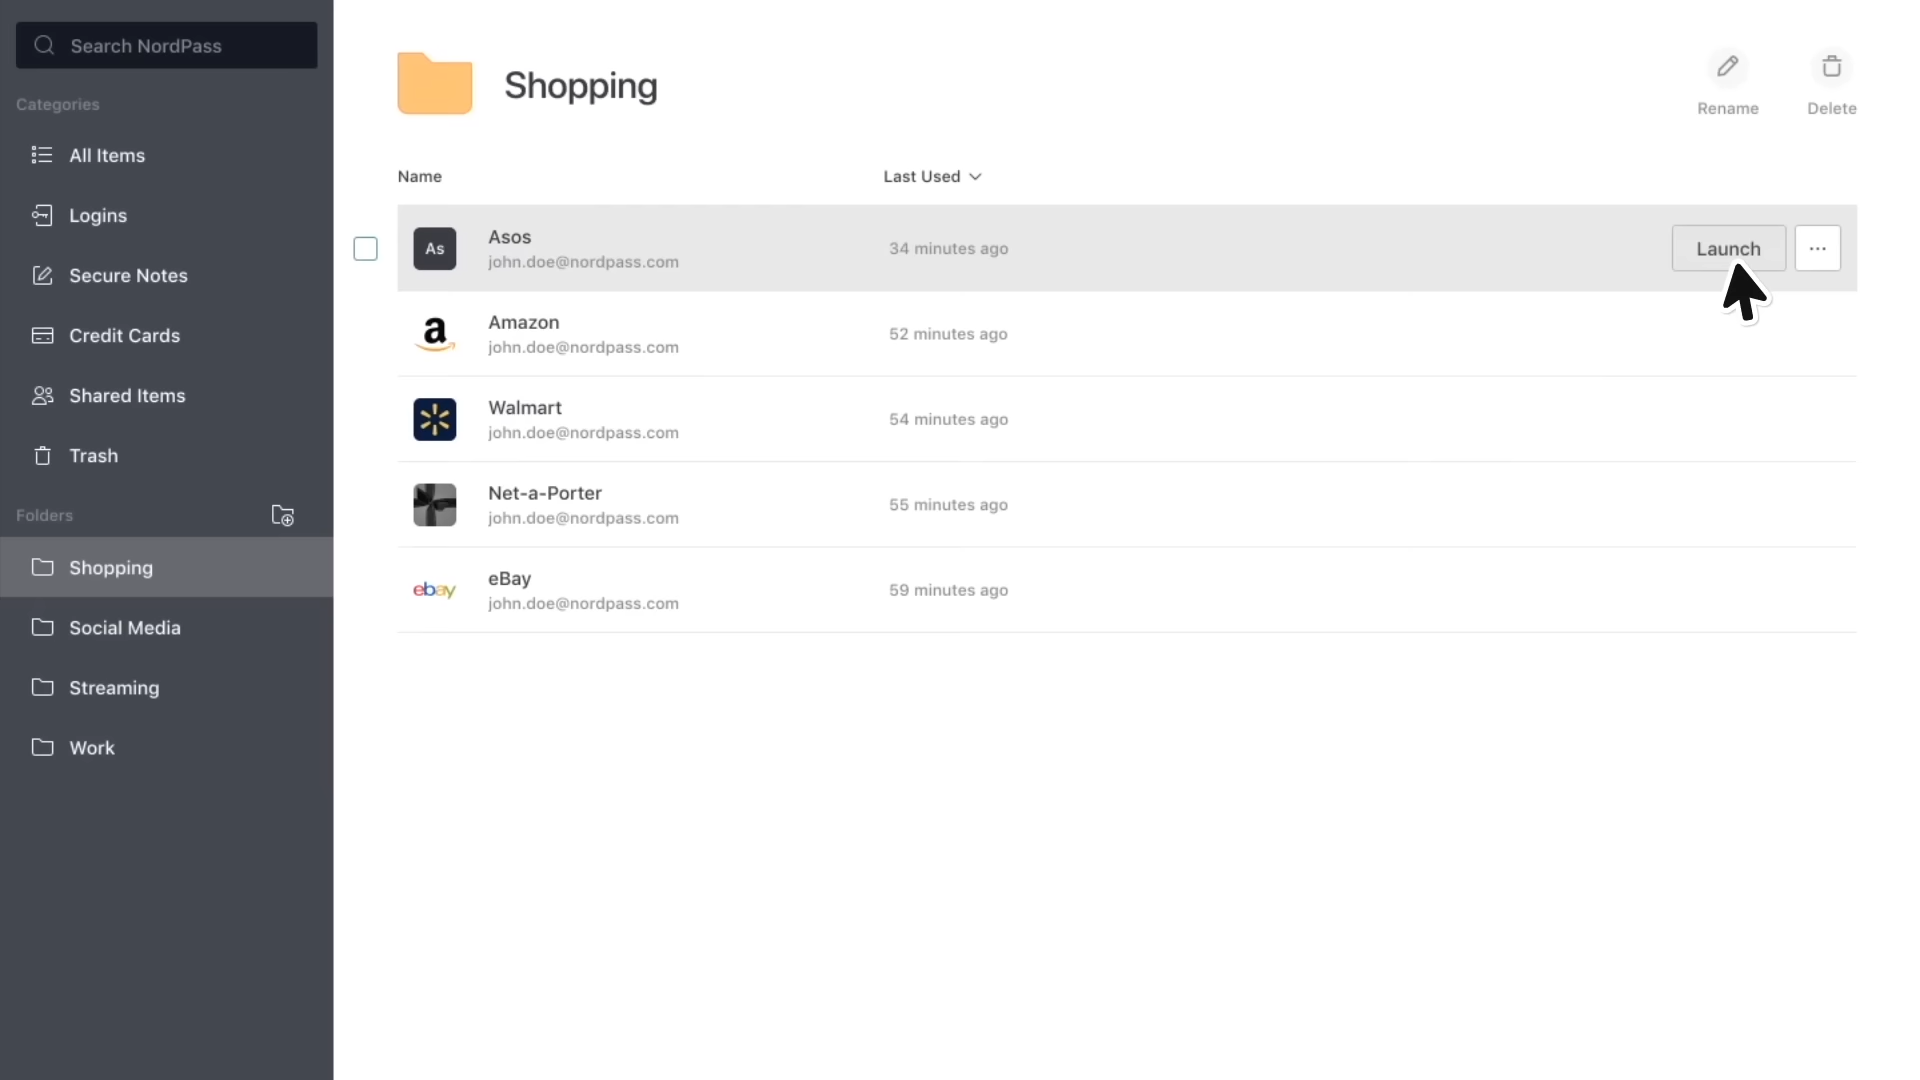 Search NordPass
Categories
All Items
Logins
Secure Notes
Credit Cards
Shared Items
Trash
Folders
Shopping
Social Media
Streaming
Work
Shopping
Rename
Delete
Name
Last Used
As
Asos
john.doe@nordpass.com
34 minutes ago
Launch
...
a
Amazon
john.doe@nordpass.com
52 minutes ago
Walmart
john.doe@nordpass.com
54 minutes ago
Net-a-Porter
john.doe@nordpass.com
55 minutes ago
ebay
eBay
john.doe@nordpass.com
59 minutes ago